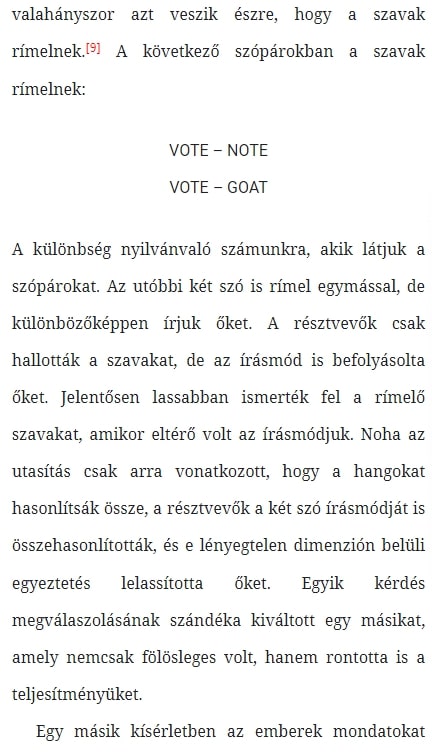 valahányszor azt veszik észre, hogy a szavak
rímelnek.[9] A következő szópárokban a szavak
rímelnek:
VOTE – NOTE
VOTE – GOAT
A különbség nyilvánvaló számunkra, akik látjuk a
szópárokat. Az utóbbi két szó is rímel egymással, de
különbözőképpen írjuk őket. A résztvevők csak
hallották a szavakat, de az írásmód is befolyásolta
őket. Jelentősen lassabban ismerték fel a rímelő
szavakat, amikor eltérő volt az írásmódjuk. Noha az
utasítás csak arra vonatkozott, hogy a hangokat
hasonlítsák össze, a résztvevők a két szó írásmódját is
összehasonlították, és e lényegtelen dimenzión belüli
egyeztetés lelassította őket. Egyik kérdés
megválaszolásának szándéka kiváltott egy másikat,
amely nemcsak fölösleges volt, hanem rontotta is a
teljesítményüket.
Egy másik kísérletben az emberek mondatokat